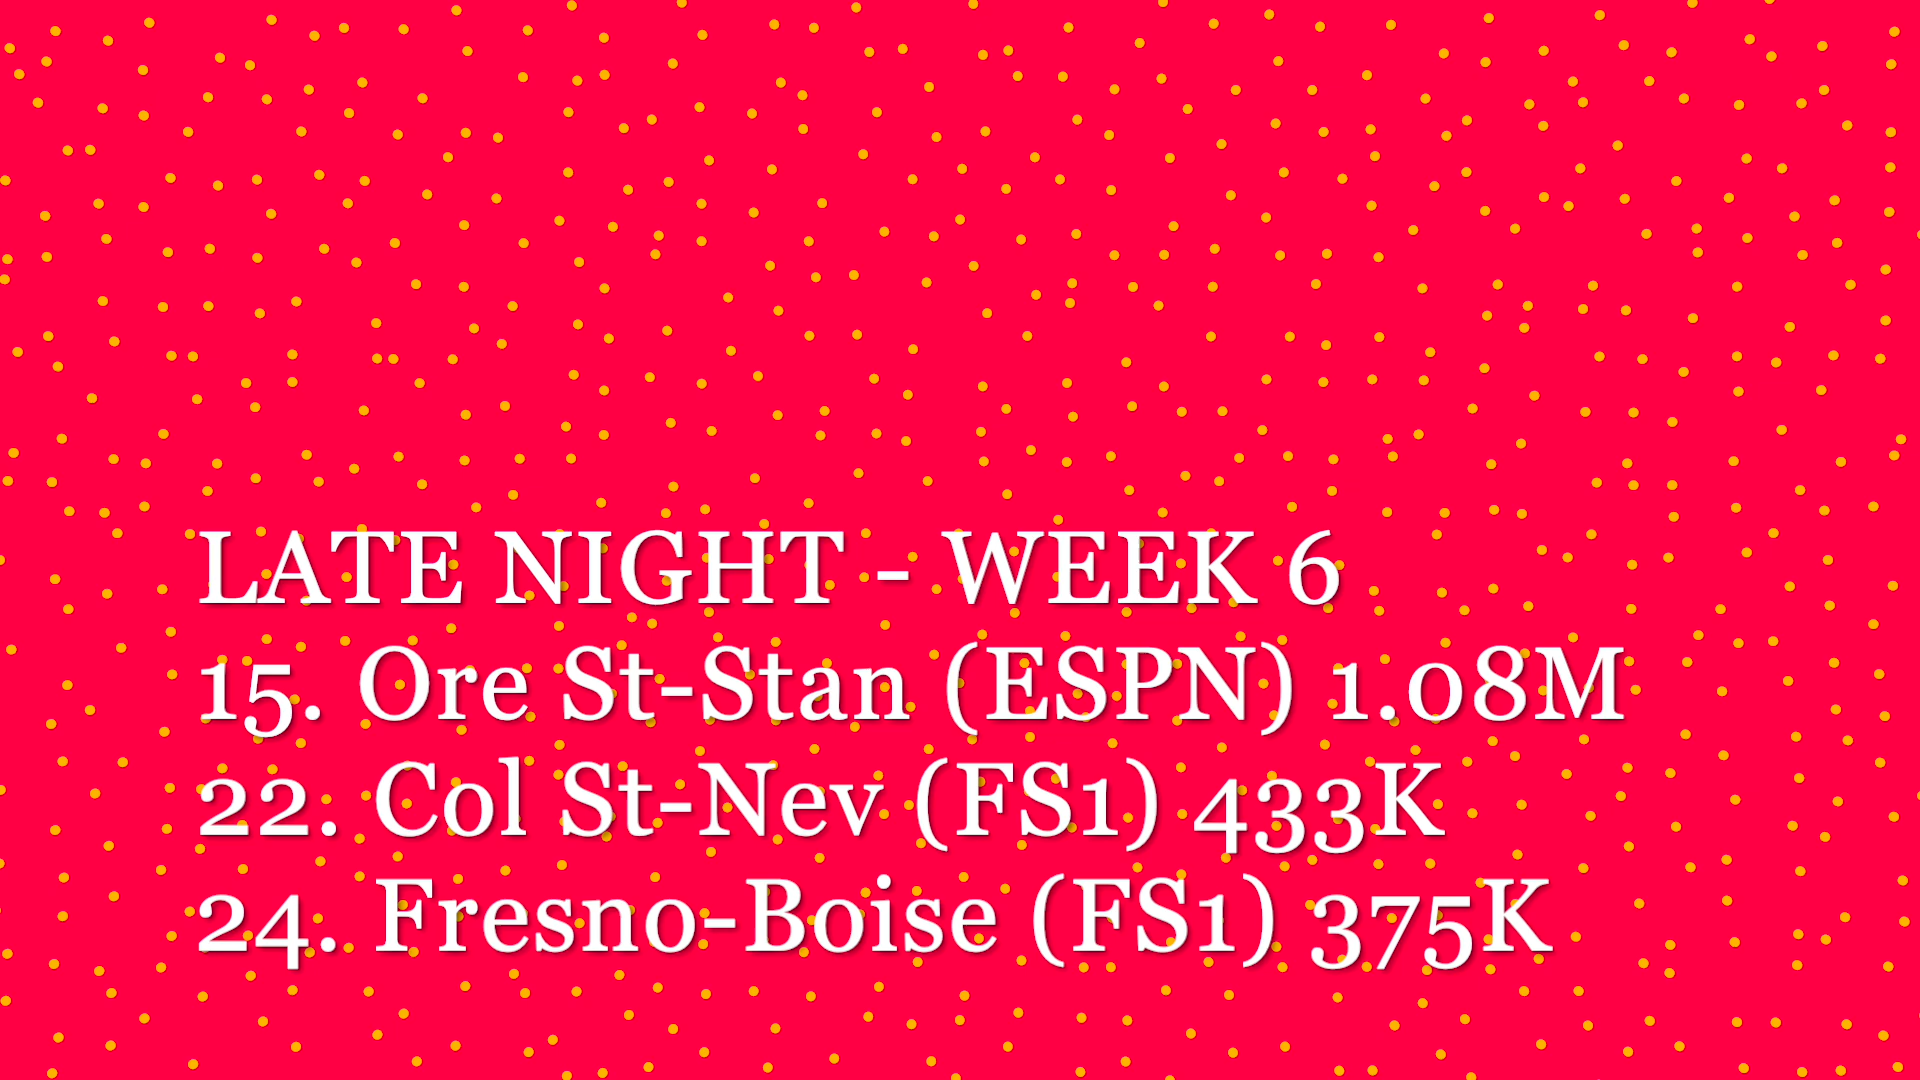 LATE NIGHT - WEEK 6
15. Ore St-Stan (ESPN) 1.08M
22. Col St-Nev (FS1) 433K
24. Fresno-Boise (FS1) 375K